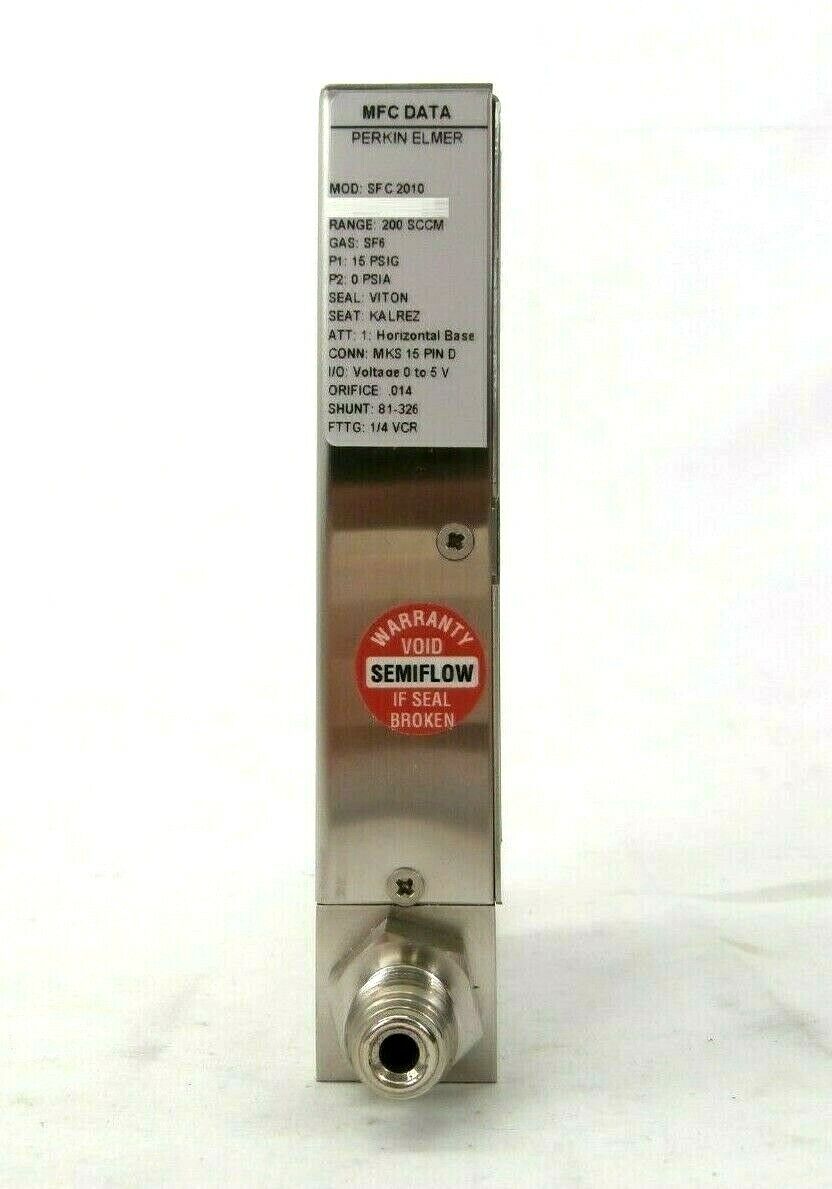 MFC DATA
PERKIN ELMER
MOD: SFC 2010
RANGE: 200 SCCM
GAS: SF6
P1: 15 PSIG
P2: 0 PSIA
SEAL: VITON
SEAT: KALREZ
ATT: 1: Horizontal Base
CONN: MKS 15 PIN D
I/O: Voltage 0 to 5 V
ORIFICE: .014
SHUNT: 81-326
FTTG: 1/4 VCR
WARRANTY
VOID
SEMIFLOW
IF SEAL
BROKEN